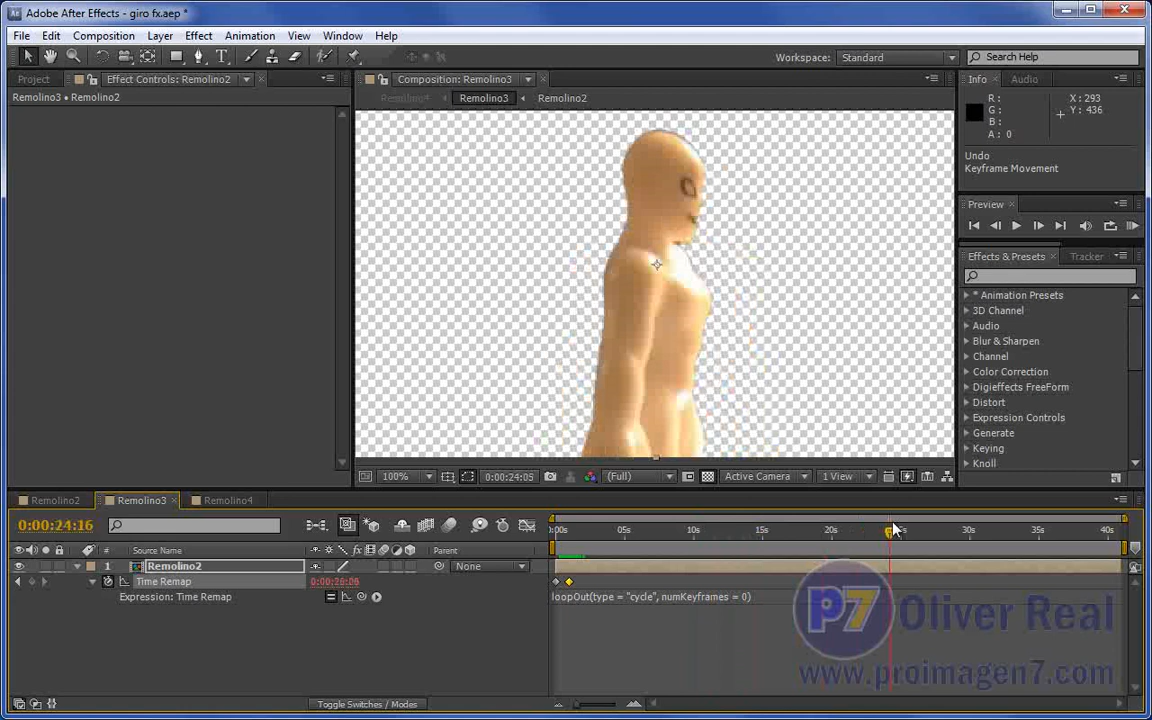 Adobe After Effects - giro fx.aep *
File Edit Composition Layer Effect Animation View Window Help
Workspace: Standard
Search Help
Project
Effect Controls: Remolino2
Remolino3 • Remolino2
Composition: Remolino3
Remolino4 Remolino3 Remolino2
Info Audio
R:
G:
B:
A: 0
X: 293
Y: 436
Undo
Keyframe Movement
Preview
Effects & Presets
Tracker
* Animation Presets
3D Channel
Audio
Blur & Sharpen
Channel
Color Correction
Digieffects FreeForm
Distort
Expression Controls
Generate
Keying
Knoll
100%
0:00:24:05
(Full)
Active Camera
1 View
Remolino2
Remolino3
Remolino4
0:00:24:16
:00s 05s 10s 15s 20s 30s 35s 40s
# Source Name
Parent
1 Remolino2
None
Time Remap
Expression: Time Remap
loopOut(type = "cycle", numKeyframes = 0)
Toggle Switches / Modes
P7 Oliver Real
www.proimagen7.com